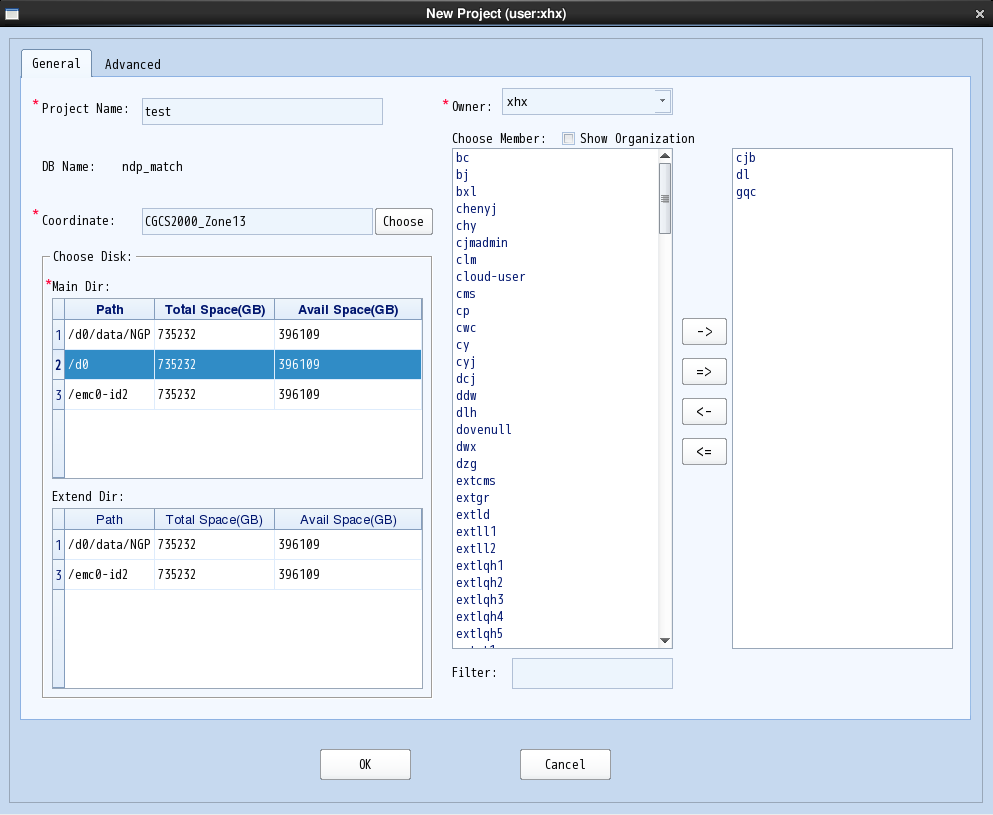 New Project (user:xhx)
General
Advanced
*Project Name:
test
DB Name:
ndp_match
*Coordinate:
CGCS2000_Zone13
Choose
Choose Disk:
*Main Dir:
Path Total Space(GB) Avail Space(GB)
1 /d0/data/NGP 735232 396109
2 /d0 735232 396109
3 /emc0-id2 735232 396109
Extend Dir:
Path Total Space(GB) Avail Space(GB)
1 /d0/data/NGP 735232 396109
3 /emc0-id2 735232 396109
*Owner:
xhx
Choose Member:
Show Organization
bc
bj
bxl
chenyj
chy
cjmadmin
clm
cloud-user
cms
cp
cwc
cy
cyj
dcj
ddw
dlh
dovenull
dwx
dzg
extcms
extgr
extld
extll1
extll2
extlqh1
extlqh2
extlqh3
extlqh4
extlqh5
Filter:
->
=>
<-
<=
cjb
dl
gqc
OK
Cancel